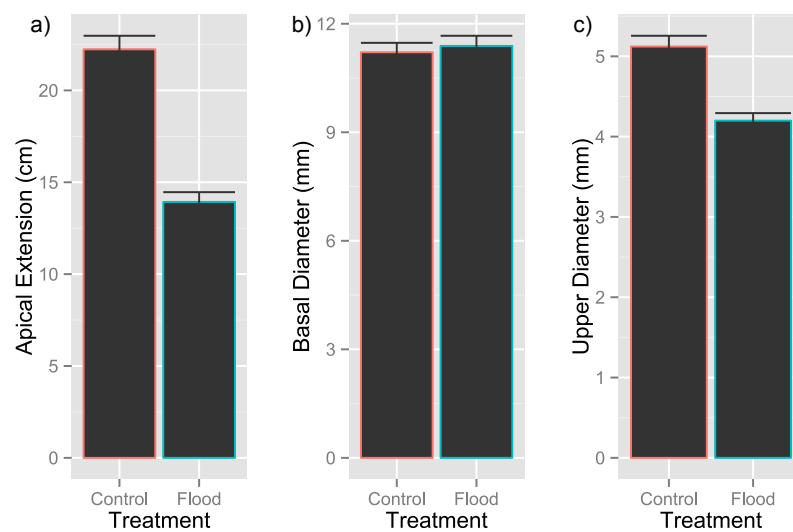 a)
Apical Extension (cm)
20
15
10
5
0
Control Flood
Treatment
b)
Basal Diameter (mm)
12
9
6
3
0
Control Flood
Treatment
c)
Upper Diameter (mm)
5
4
3
2
1
0
Control Flood
Treatment